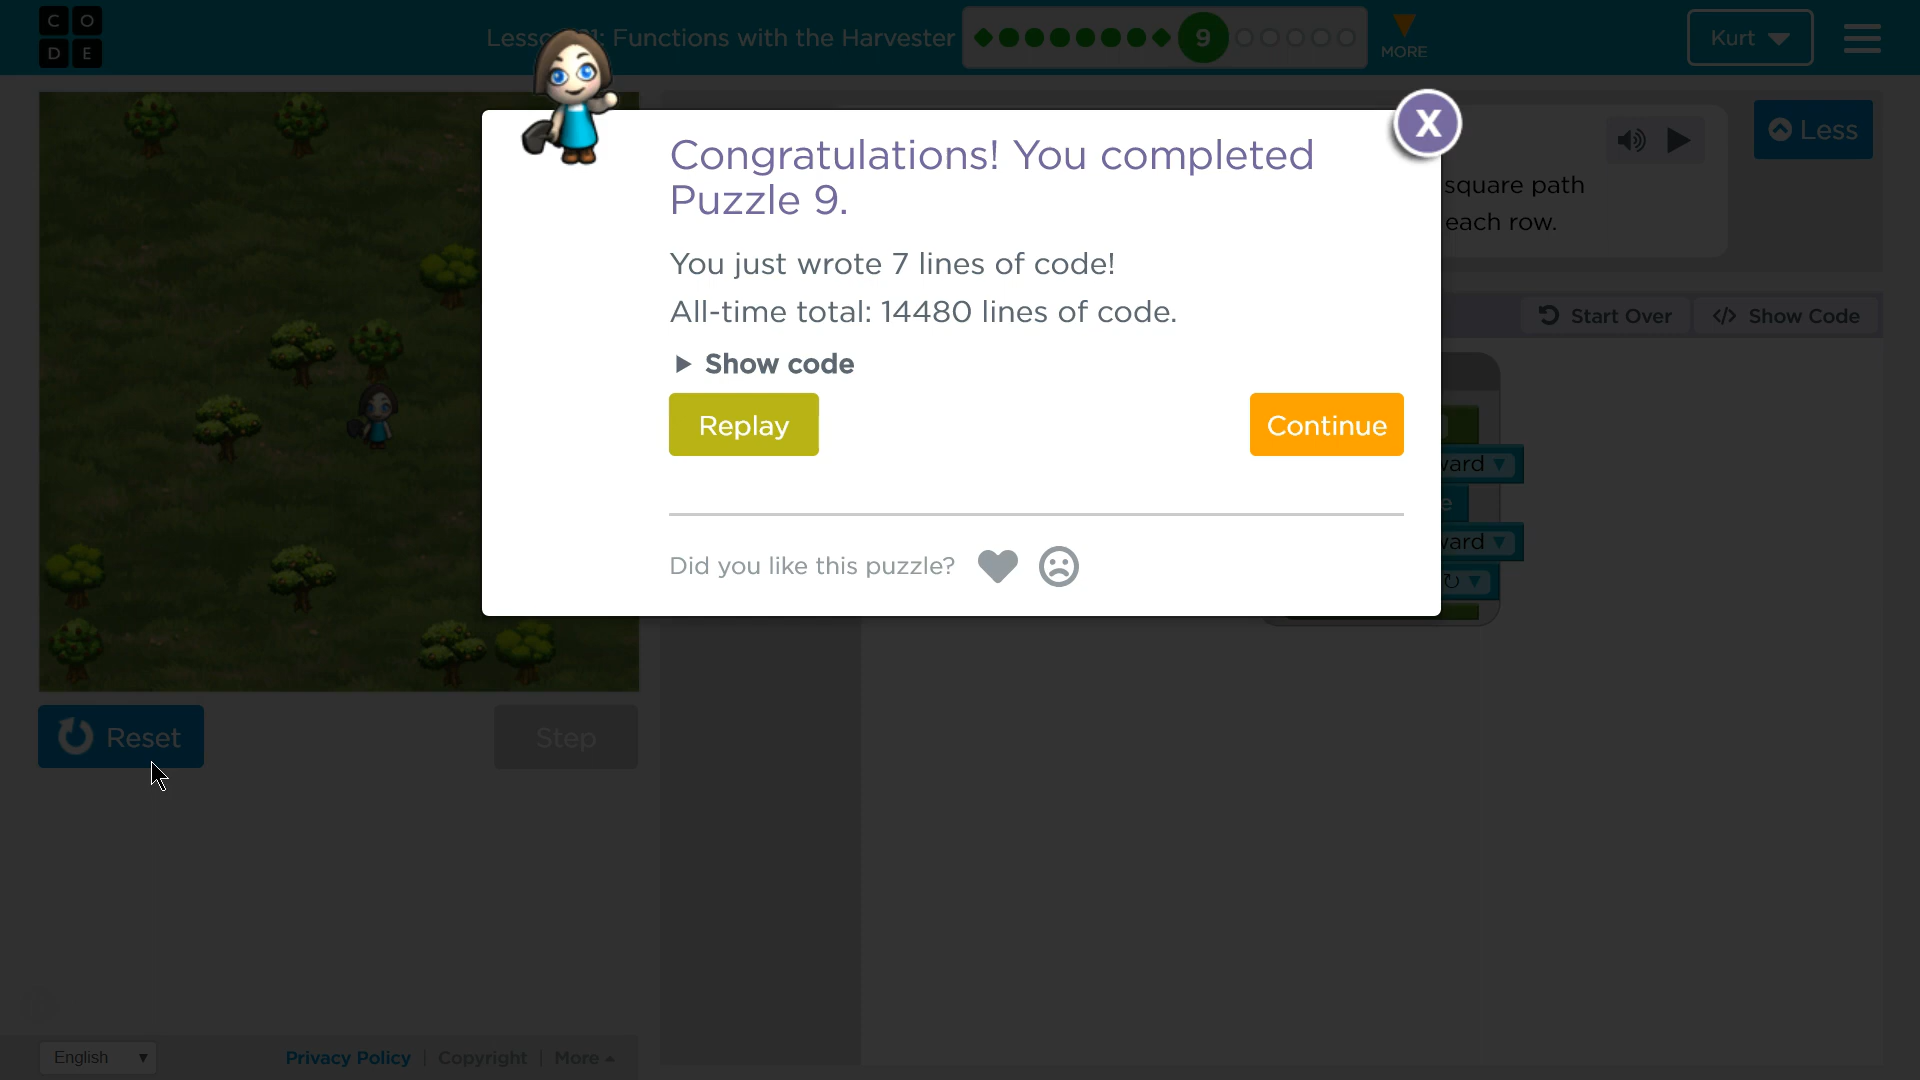 C O
D E
Functions with the Harvester
9
MORE
Kurt
Less
X
Congratulations! You completed
Puzzle 9.
square path
each row.
You just wrote 7 lines of code!
All-time total: 14480 lines of code.
Start Over
</> Show Code
Show code
Replay
Continue
Did you like this puzzle?
Reset
Step
English
Privacy Policy | Copyright | More